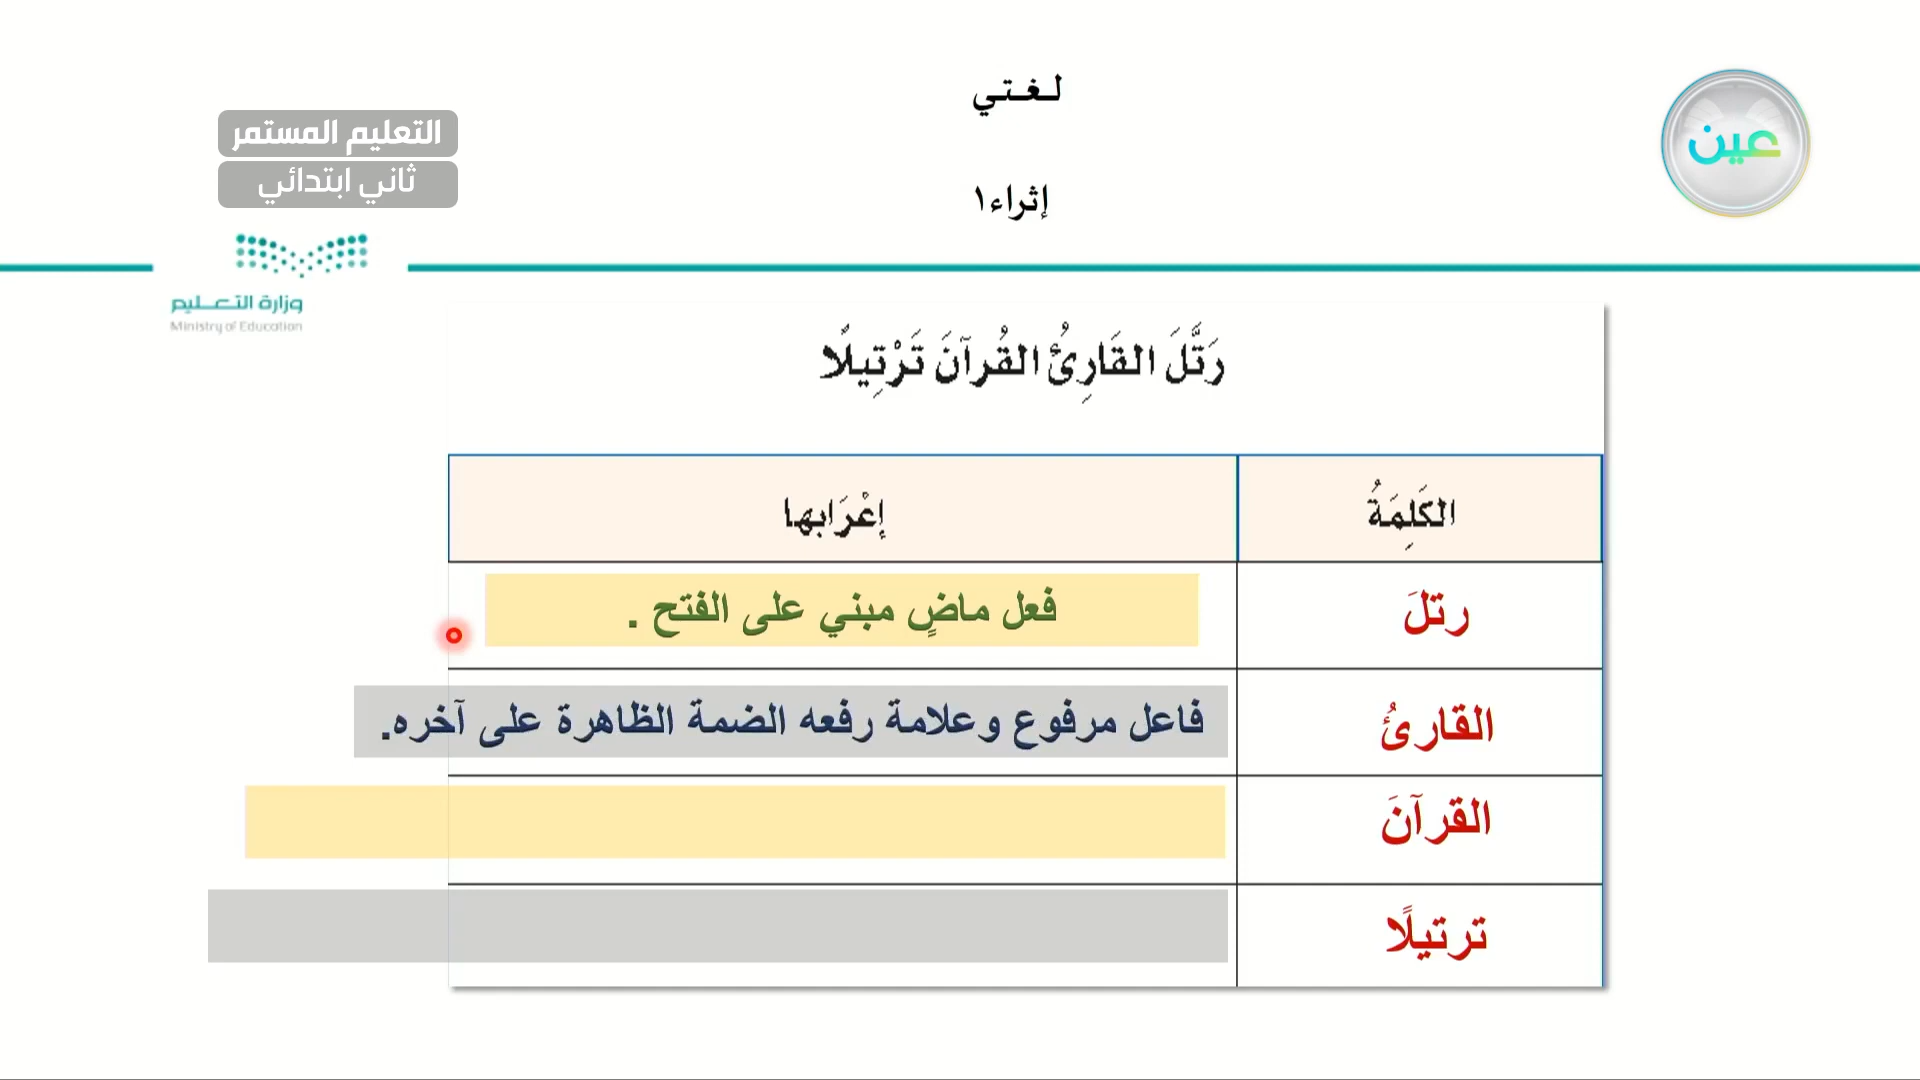 لغتي
عين
التعليم المستمر
ثاني ابتدائي
إثراء١
وزارة التعليم
Ministry of Education
رَتَّلَ القَارِئُ القُرآنَ تَرْتِيلًا
الكَلِمَةُ إِعْرَابها
رتلَ فعل ماضٍ مبني على الفتح .
القارئُ فاعل مرفوع وعلامة رفعه الضمة الظاهرة على آخره.
القرآنَ
ترتيلًا